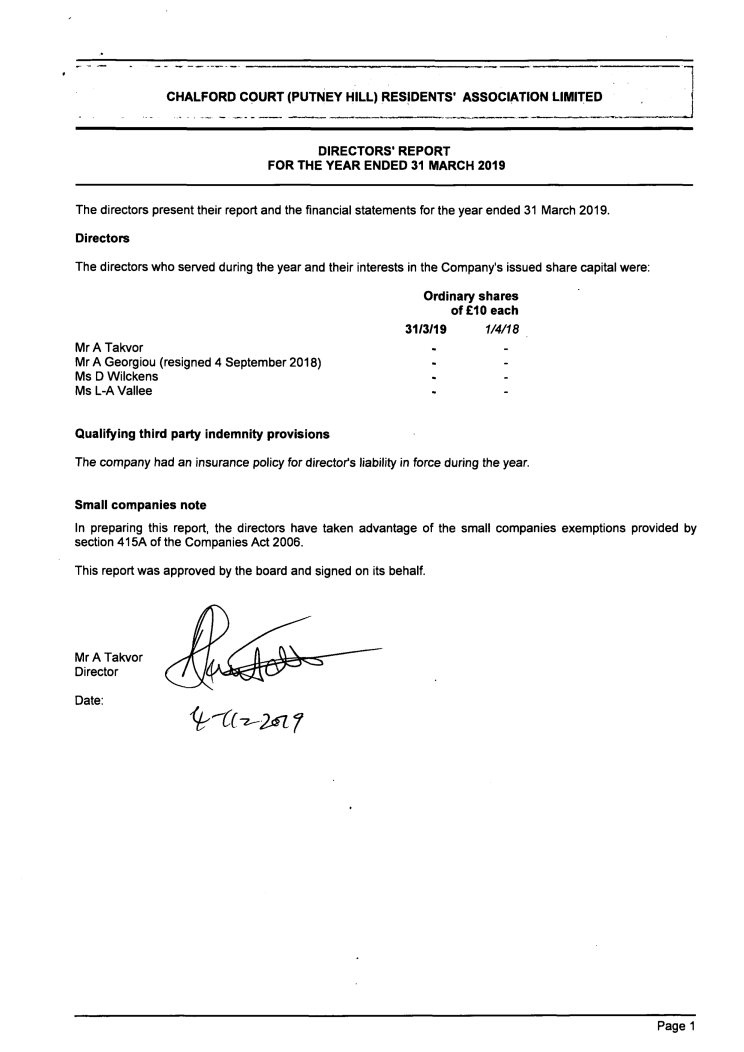 CHALFORD COURT (PUTNEY HILL) RESIDENTS' ASSOCIATION LIMITED
DIRECTORS' REPORT
FOR THE YEAR ENDED 31 MARCH 2019
The directors present their report and the financial statements for the year ended 31 March 2019.
Directors
The directors who served during the year and their interests in the Company's issued share capital were:
Ordinary shares
of £10 each
31/3/19 1/4/18
Mr A Takvor - -
Mr A Georgiou (resigned 4 September 2018) - -
Ms D Wilckens - -
Ms L-A Vallee - -
Qualifying third party indemnity provisions
The company had an insurance policy for director's liability in force during the year.
Small companies note
In preparing this report, the directors have taken advantage of the small companies exemptions provided by
section 415A of the Companies Act 2006.
This report was approved by the board and signed on its behalf.
Mr A Takvor
Director
Date:
Page 1